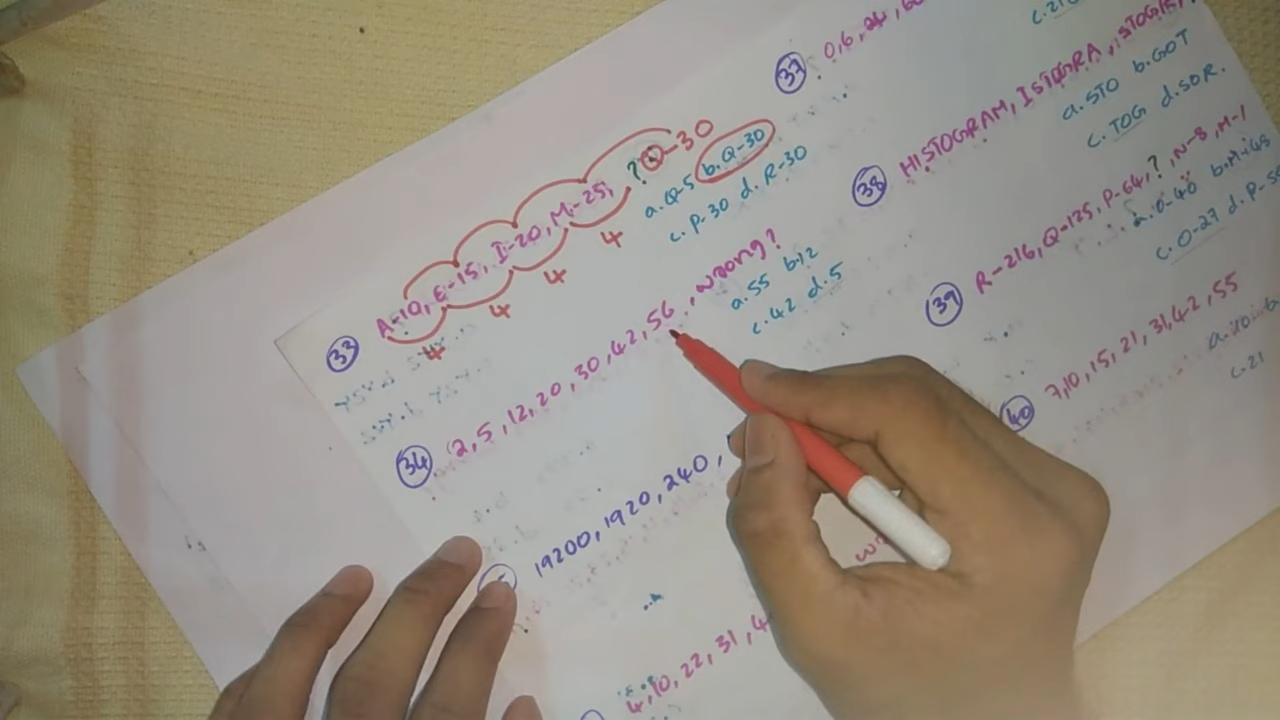 33 A-10, E-15, I-20, M-25, ? Q-30
4 4 4 4
a. Q-5 b. Q-30
c. P-30 d. R-30
34 2, 5, 12, 20, 30, 42, 56, wrong?
a. 55 b. 12
c. 42 d. 5
19200, 1920, 240,
4, 10, 22, 31,
37 0, 6, 24,
38 HISTOGRAM, ISTOGRA, STOGR
a. STO b. GOT
c. TOG d. SOR.
39 R-216, Q-125, P-64, ?, N-8, M-1
a. O-40 b. M-48
c. O-27
40 7, 10, 15, 21, 31, 42, 55
c. 21